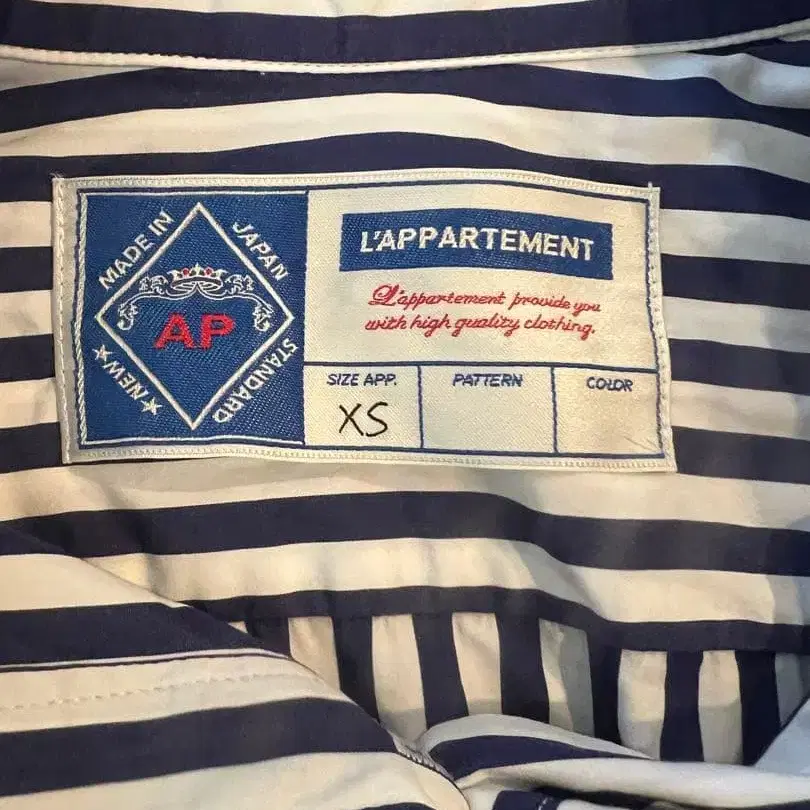 MADE IN
JAPAN
AP
★NEW★
STANDARD
L'APPARTEMENT
L'appartement provide you
with high quality clothing.
SIZE APP.
XS
PATTERN
COLOR